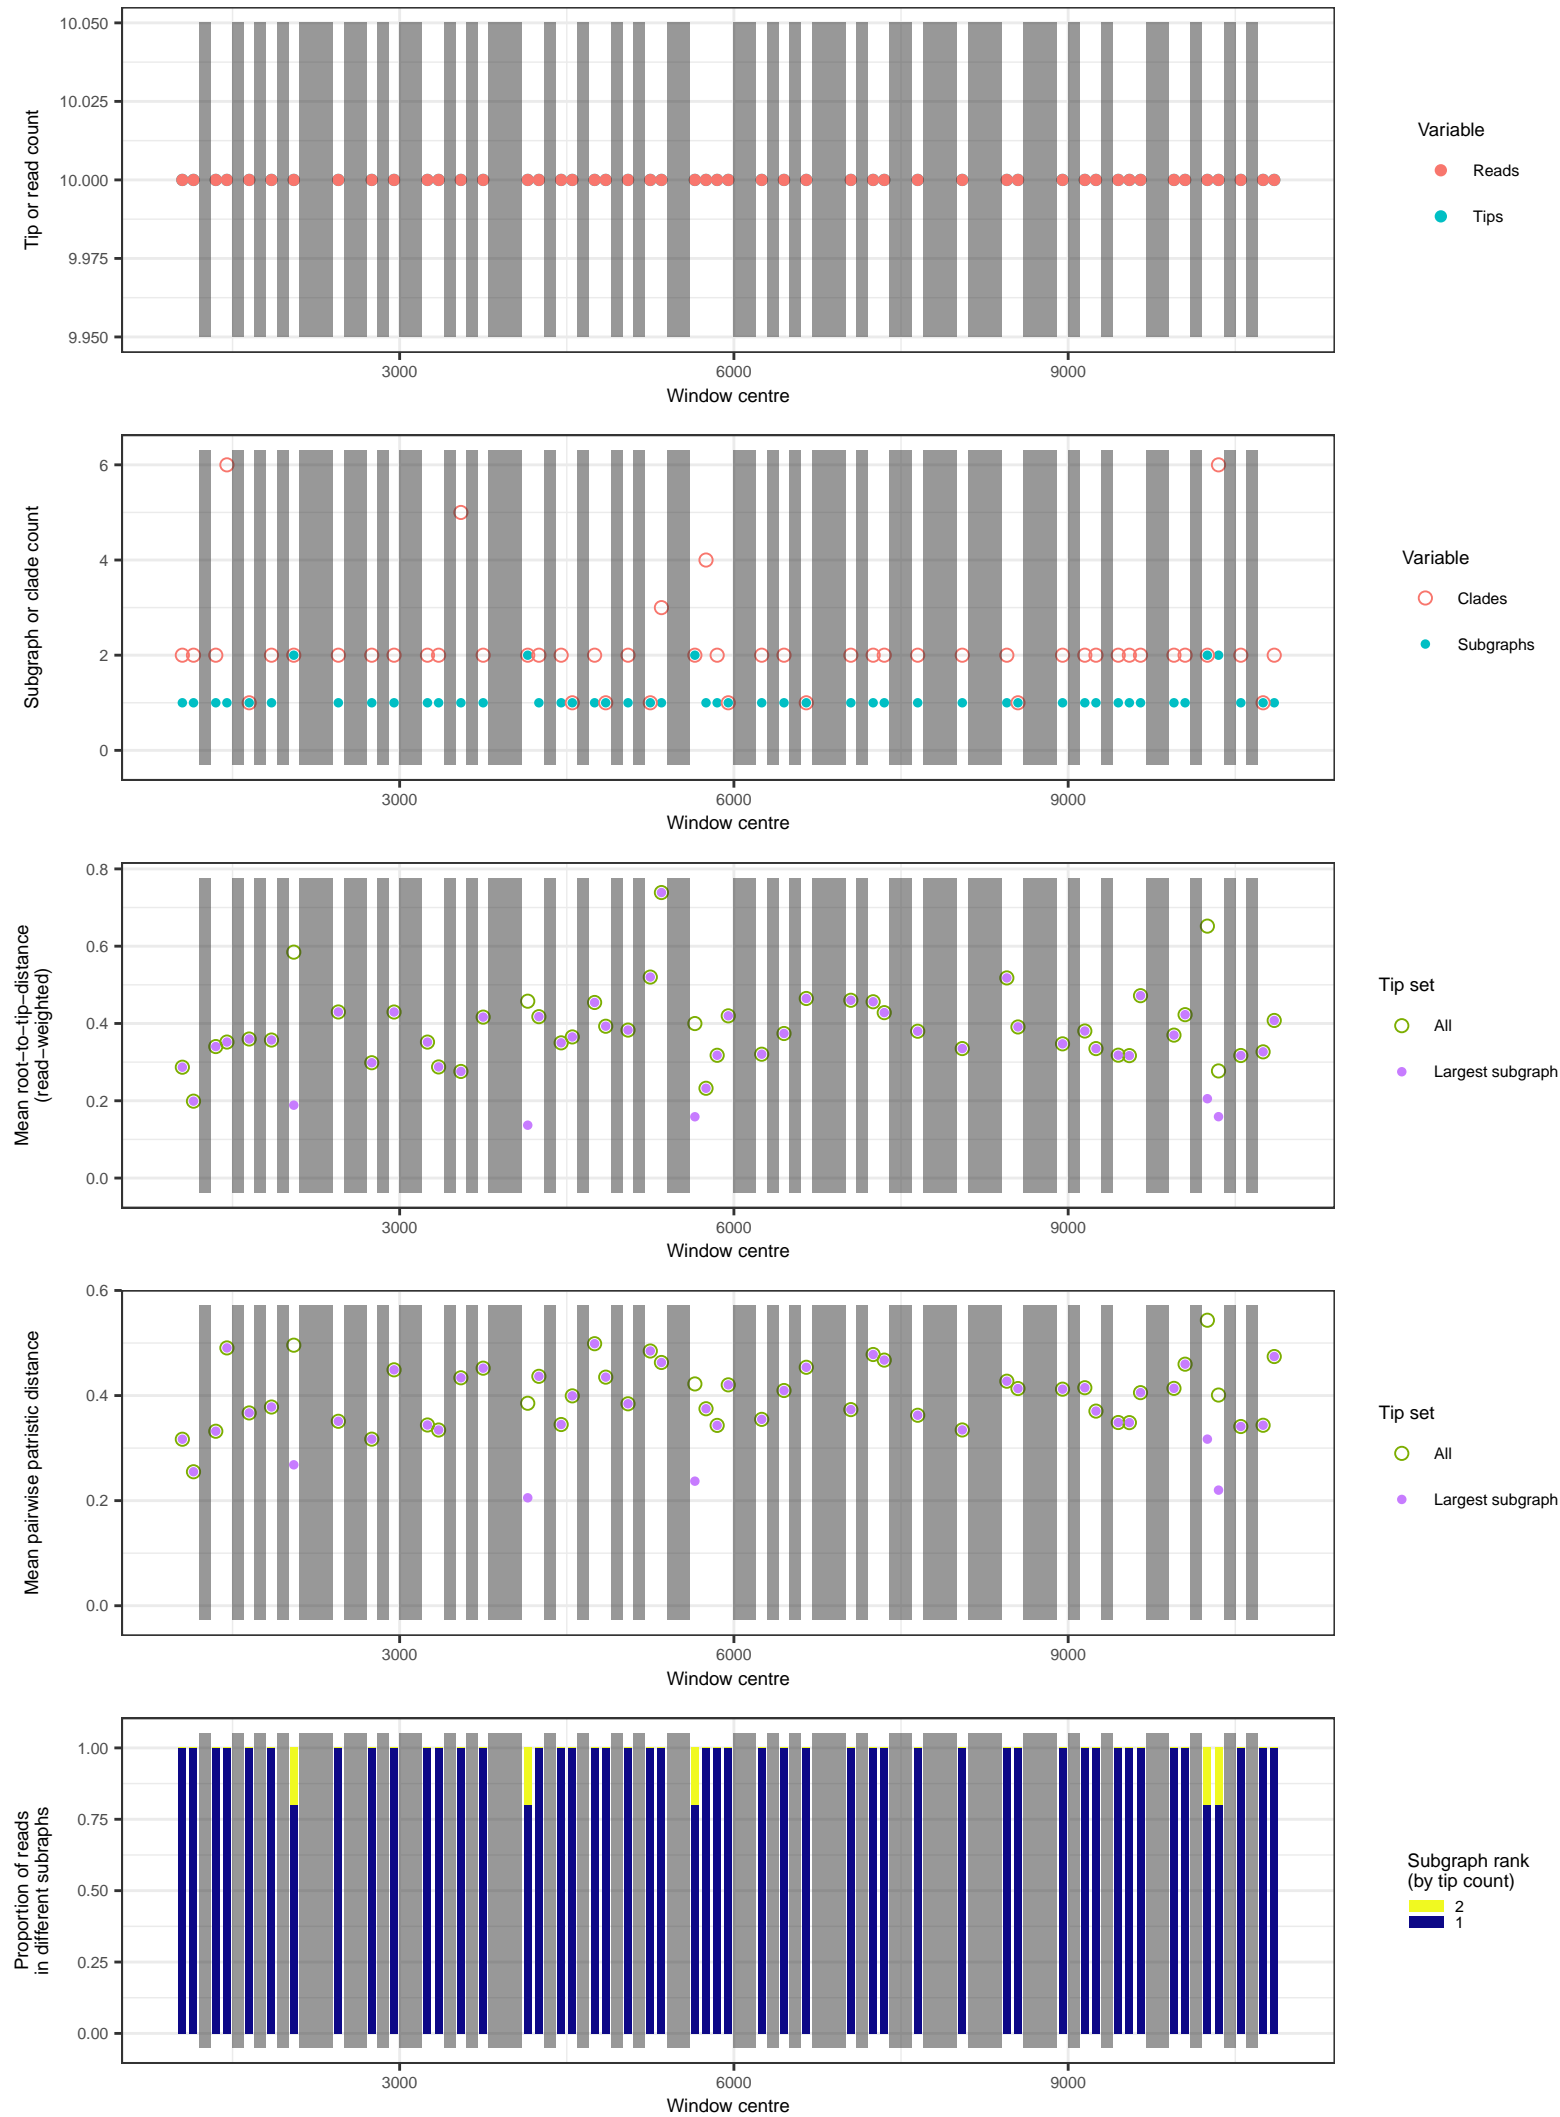 10.050
10.025
10.000
9.975
9.950
Tip or read count
3000
6000
9000
Window centre
Variable
Reads
Tips
6
4
2
0
Subgraph or clade count
3000
6000
9000
Window centre
Variable
Clades
Subgraphs
0.8
0.6
0.4
0.2
0.0
Mean root−to−tip−distance
(read−weighted)
3000
6000
9000
Window centre
Tip set
All
Largest subgraph
0.6
0.4
0.2
0.0
Mean pairwise patristic distance
3000
6000
9000
Window centre
Tip set
All
Largest subgraph
1.00
0.75
0.50
0.25
0.00
Proportion of reads
in different subraphs
3000
6000
9000
Window centre
Subgraph rank
(by tip count)
2
1